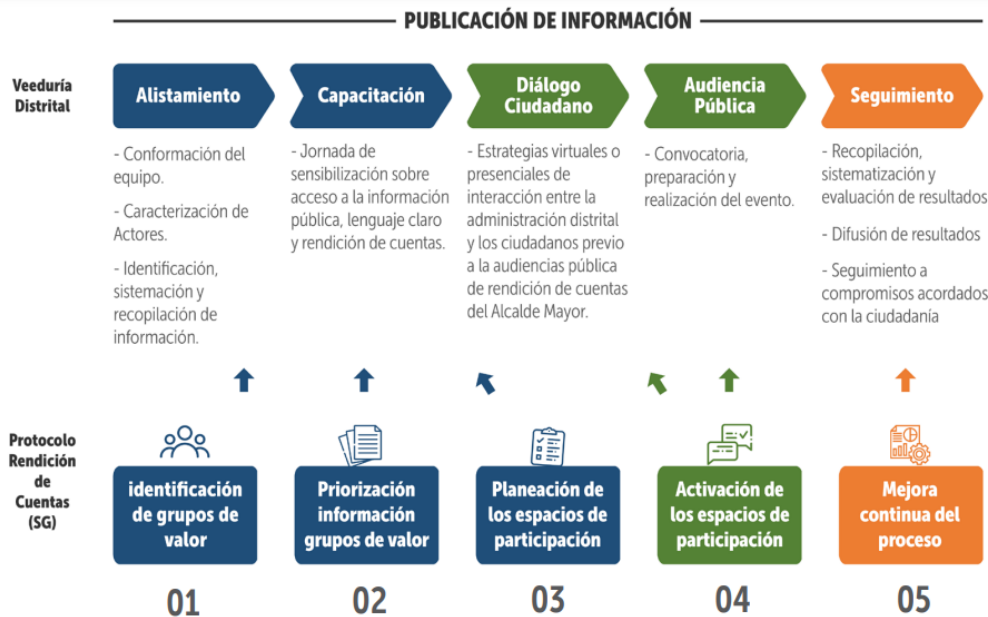 PUBLICACIÓN DE INFORMACIÓN
Veeduría
Distrital
Alistamiento
Capacitación
Diálogo
Ciudadano
Audiencia
Pública
Seguimiento
- Conformación del
equipo.
- Caracterización de
Actores.
- Identificación,
sistemación y
recopilación de
información.
- Jornada de
sensibilización sobre
acceso a la información
pública, lenguaje claro
y rendición de cuentas.
- Estrategias virtuales o
presenciales de
interacción entre la
administración distrital
y los ciudadanos previo
a la audiencias pública
de rendición de cuentas
del Alcalde Mayor.
- Convocatoria,
preparación y
realización del evento.
- Recopilación,
sistematización y
evaluación de resultados
- Difusión de resultados
- Seguimiento a
compromisos acordados
con la ciudadanía
Protocolo
Rendición
de
Cuentas
(SG)
identificación
de grupos de
valor
Priorización
información
grupos de valor
Planeación de
los espacios de
participación
Activación de
los espacios de
participación
Mejora
continua del
proceso
01
02
03
04
05